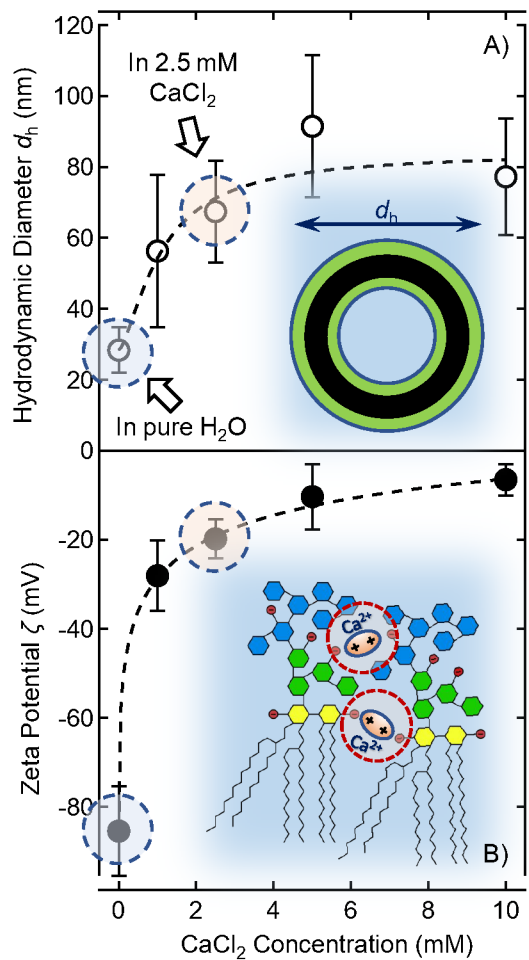 A)
120
100
80
60
40
20
0
Hydrodynamic Diameter dₕ (nm)
In 2.5 mM
CaCl₂
dₕ
In pure H₂O
-20
-40
-60
-80
Zeta Potential ζ (mV)
Ca²⁺
Ca²⁺
B)
0 2 4 6 8 10
CaCl₂ Concentration (mM)